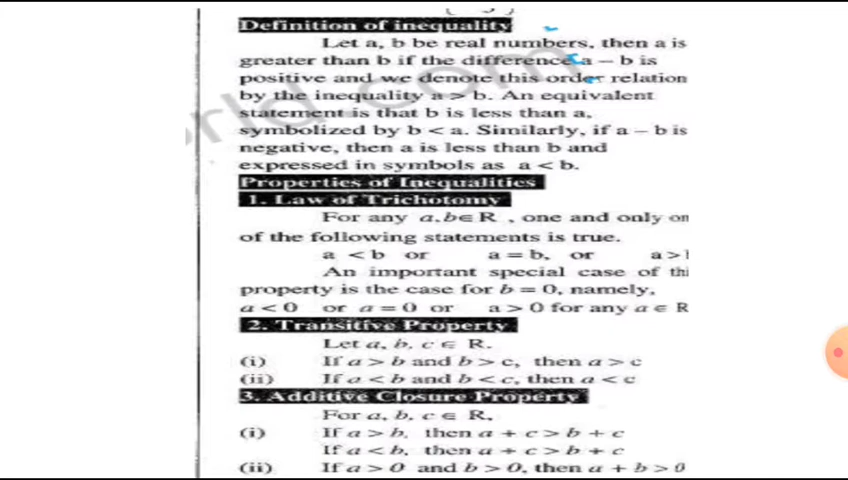 Definition of inequality
Let a, b be real numbers, then a is
greater than b if the difference a – b is
positive and we denote this order relation
by the inequality a > b. An equivalent
statement is that b is less than a,
symbolized by b < a. Similarly, if a – b is
negative, then a is less than b and
expressed in symbols as a < b.
Properties of Inequalities
1. Law of Trichotomy
For any a, b ∈ R , one and only on
of the following statements is true.
a < b or a = b, or a >
An important special case of thi
property is the case for b = 0, namely,
a < 0 or a = 0 or a > 0 for any a ∈ R
2. Transitive Property
Let a, b, c ∈ R.
(i) If a > b and b > c, then a > c
(ii) If a < b and b < c, then a < c
3. Additive Closure Property
For a, b, c ∈ R,
(i) If a > b, then a + c > b + c
If a < b, then a + c > b + c
(ii) If a > 0 and b > 0, then a + b > 0